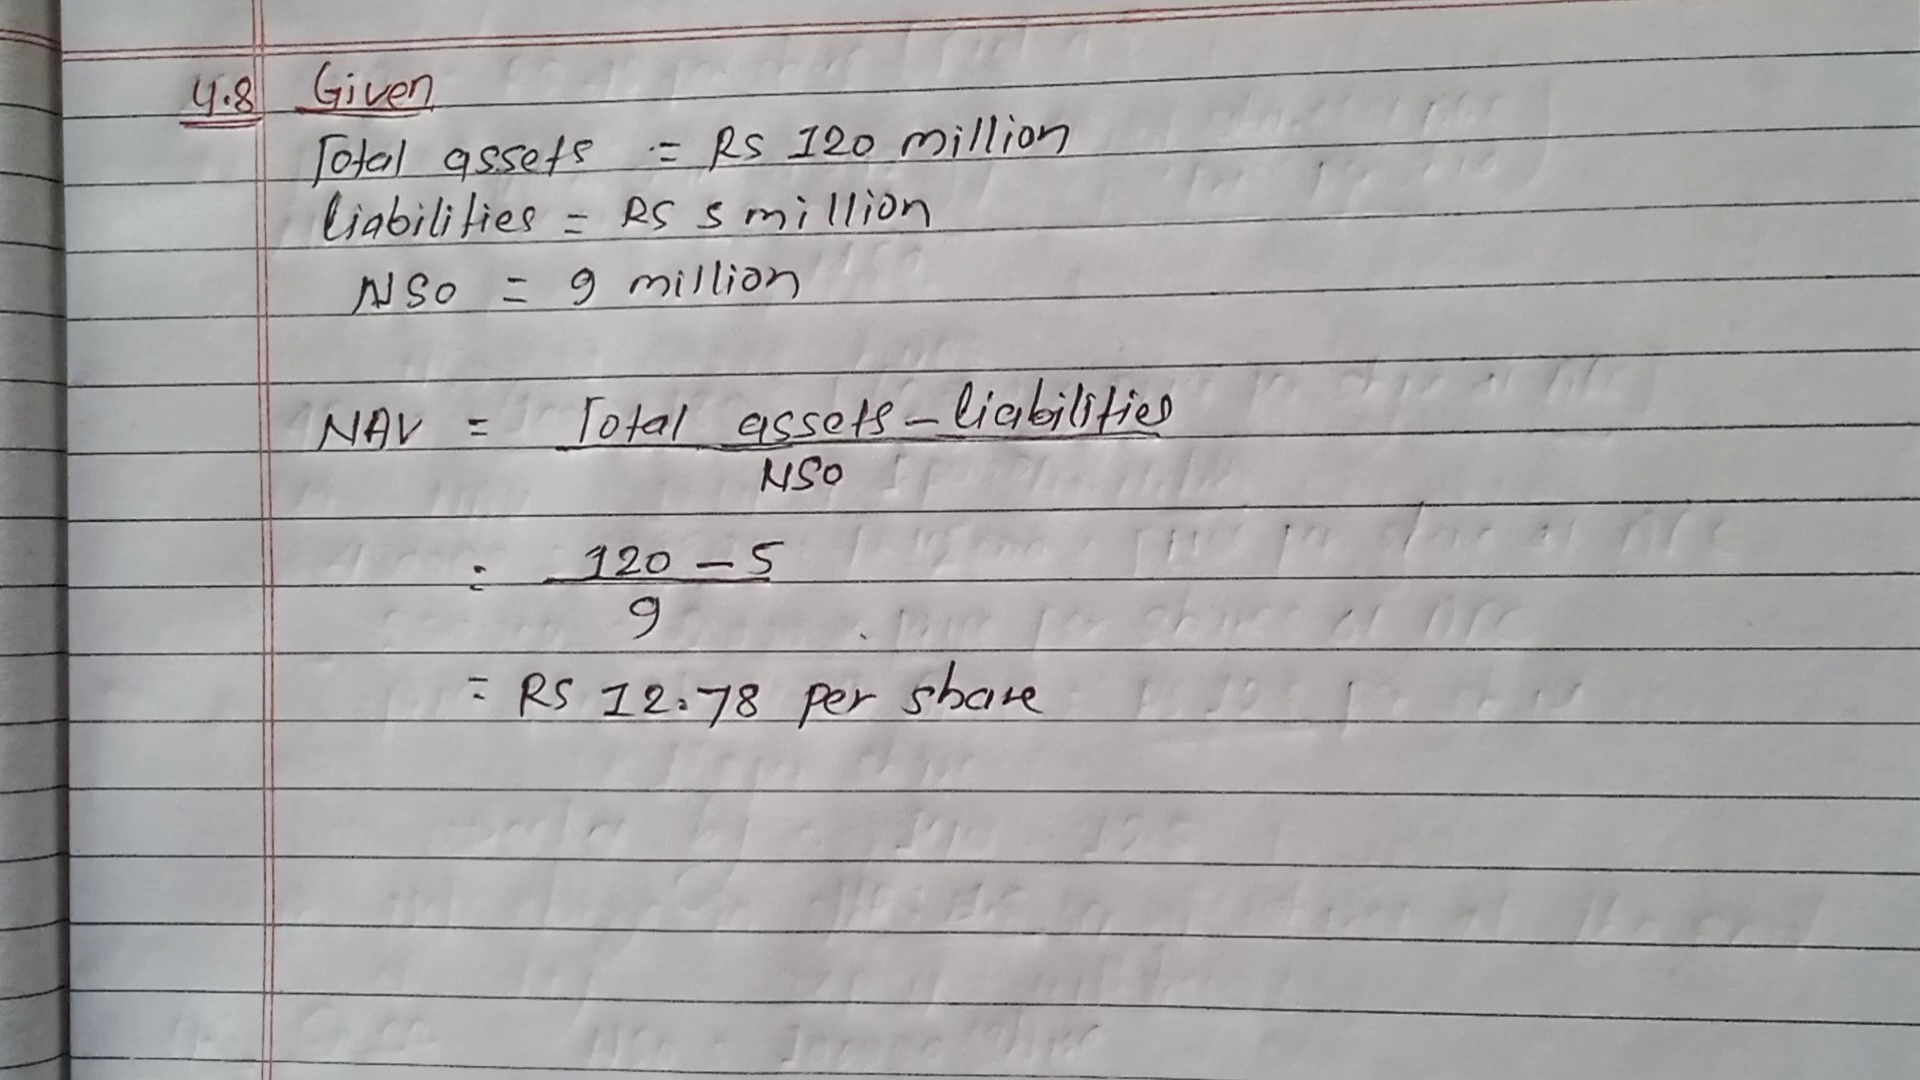 4.8 Given
Total assets = RS 120 million
liabilities = RS 5 million
NSO = 9 million
NAV = Total assets - liabilities
NSO
= 120 - 5
9
= RS 12.78 per share